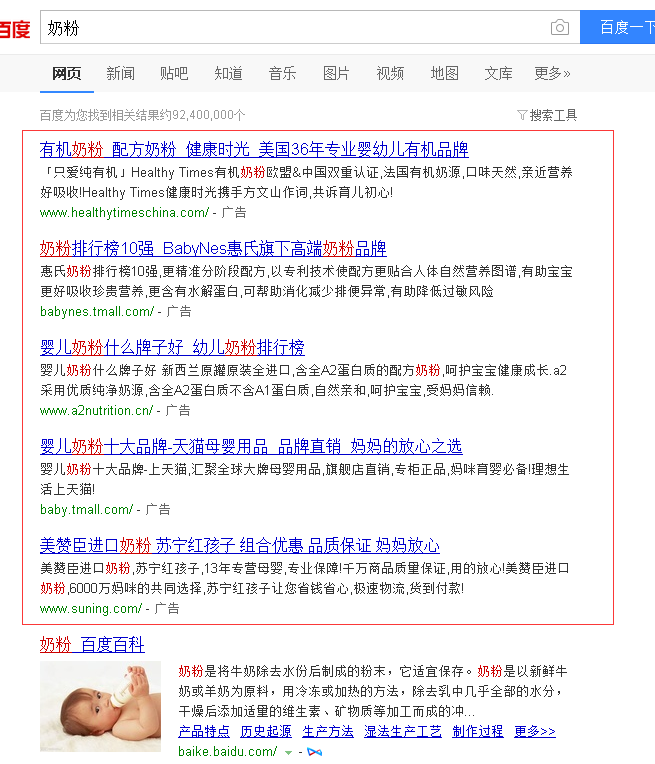 百度 奶粉 百度一下
网页 新闻 贴吧 知道 音乐 图片 视频 地图 文库 更多»
百度为您找到相关结果约92,400,000个 搜索工具
有机奶粉_配方奶粉_健康时光_美国36年专业婴幼儿有机品牌
「只爱纯有机」Healthy Times有机奶粉欧盟&中国双重认证,法国有机奶源,口味天然,亲近营养
好吸收!Healthy Times健康时光携手方文山作词,共诉育儿初心!
www.healthytimeschina.com/ - 广告
奶粉排行榜10强_BabyNes惠氏旗下高端奶粉品牌
惠氏奶粉排行榜10强,更精准分阶段配方,以专利技术使配方更贴合人体自然营养图谱,有助宝宝
更好吸收珍贵营养,更含有水解蛋白,可帮助消化减少排便异常,有助降低过敏风险
babynes.tmall.com/ - 广告
婴儿奶粉什么牌子好_幼儿奶粉排行榜
婴儿奶粉什么牌子好 新西兰原罐原装全进口,含全A2蛋白质的配方奶粉,呵护宝宝健康成长.a2
采用优质纯净奶源,含全A2蛋白质不含A1蛋白质,自然亲和,呵护宝宝,受妈妈信赖.
www.a2nutrition.cn/ - 广告
婴儿奶粉十大品牌-天猫母婴用品_品牌直销_妈妈的放心之选
婴儿奶粉十大品牌-上天猫,汇聚全球大牌母婴用品,旗舰店直销,专柜正品,妈咪育婴必备!理想生
活上天猫!
baby.tmall.com/ - 广告
美赞臣进口奶粉 苏宁红孩子 组合优惠 品质保证 妈妈放心
美赞臣进口奶粉,苏宁红孩子,13年专营母婴,专业保障!千万商品质量保证,用的放心!美赞臣进口
奶粉,6000万妈咪的共同选择,苏宁红孩子让您省钱省心,极速物流,货到付款!
www.suning.com/ - 广告
奶粉_百度百科
奶粉是将牛奶除去水份后制成的粉末，它适宜保存。奶粉是以新鲜牛
奶或羊奶为原料，用冷冻或加热的方法，除去乳中几乎全部的水分，
干燥后添加适量的维生素、矿物质等加工而成的冲...
产品特点 历史起源 生产方法 湿法生产工艺 制作过程 更多>>
baike.baidu.com/ -